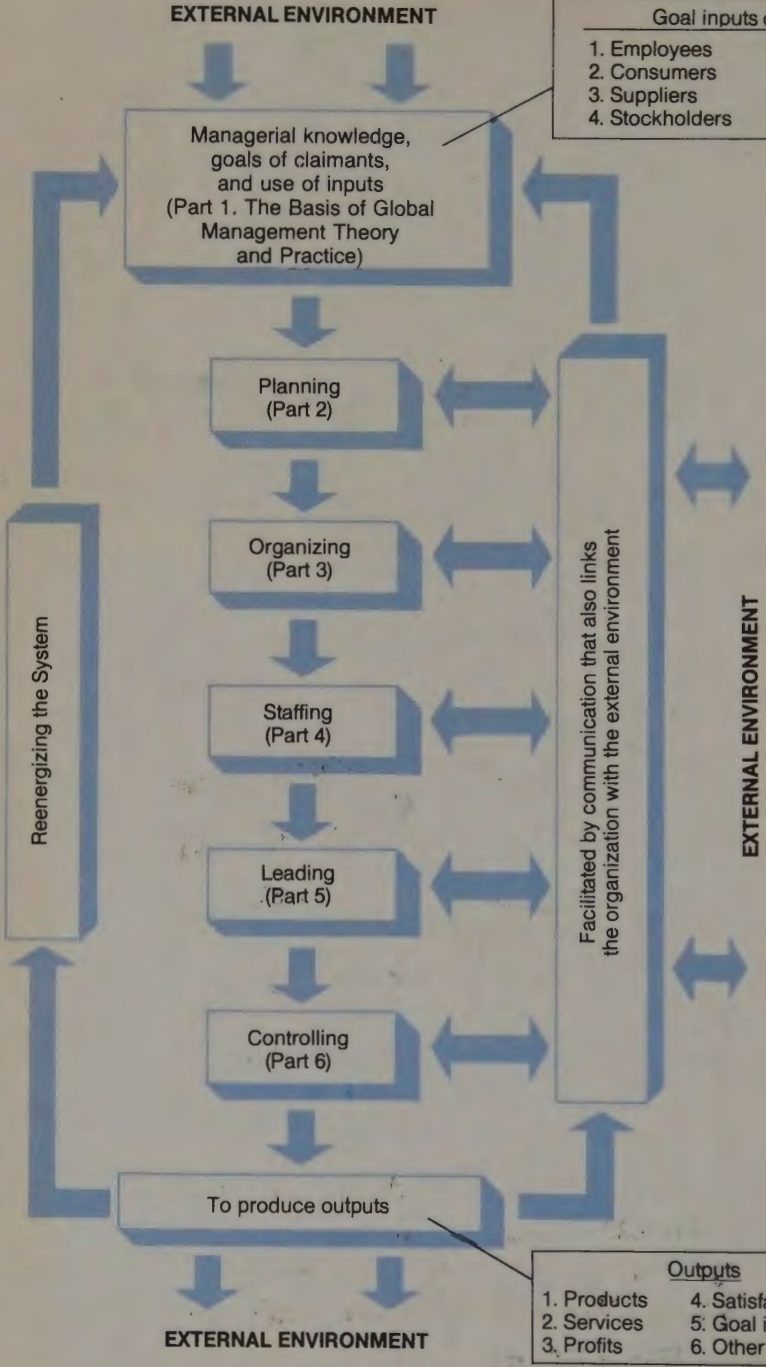 EXTERNAL ENVIRONMENT
Goal inputs
1. Employees
2. Consumers
3. Suppliers
4. Stockholders
Managerial knowledge,
goals of claimants,
and use of inputs
(Part 1. The Basis of Global
Management Theory
and Practice)
Planning
(Part 2)
Organizing
(Part 3)
Staffing
(Part 4)
Leading
(Part 5)
Controlling
(Part 6)
Reenergizing the System
Facilitated by communication that also links
the organization with the external environment
EXTERNAL ENVIRONMENT
To produce outputs
Outputs
1. Products 4.
2. Services 5. Goal
3. Profits 6. Other
EXTERNAL ENVIRONMENT